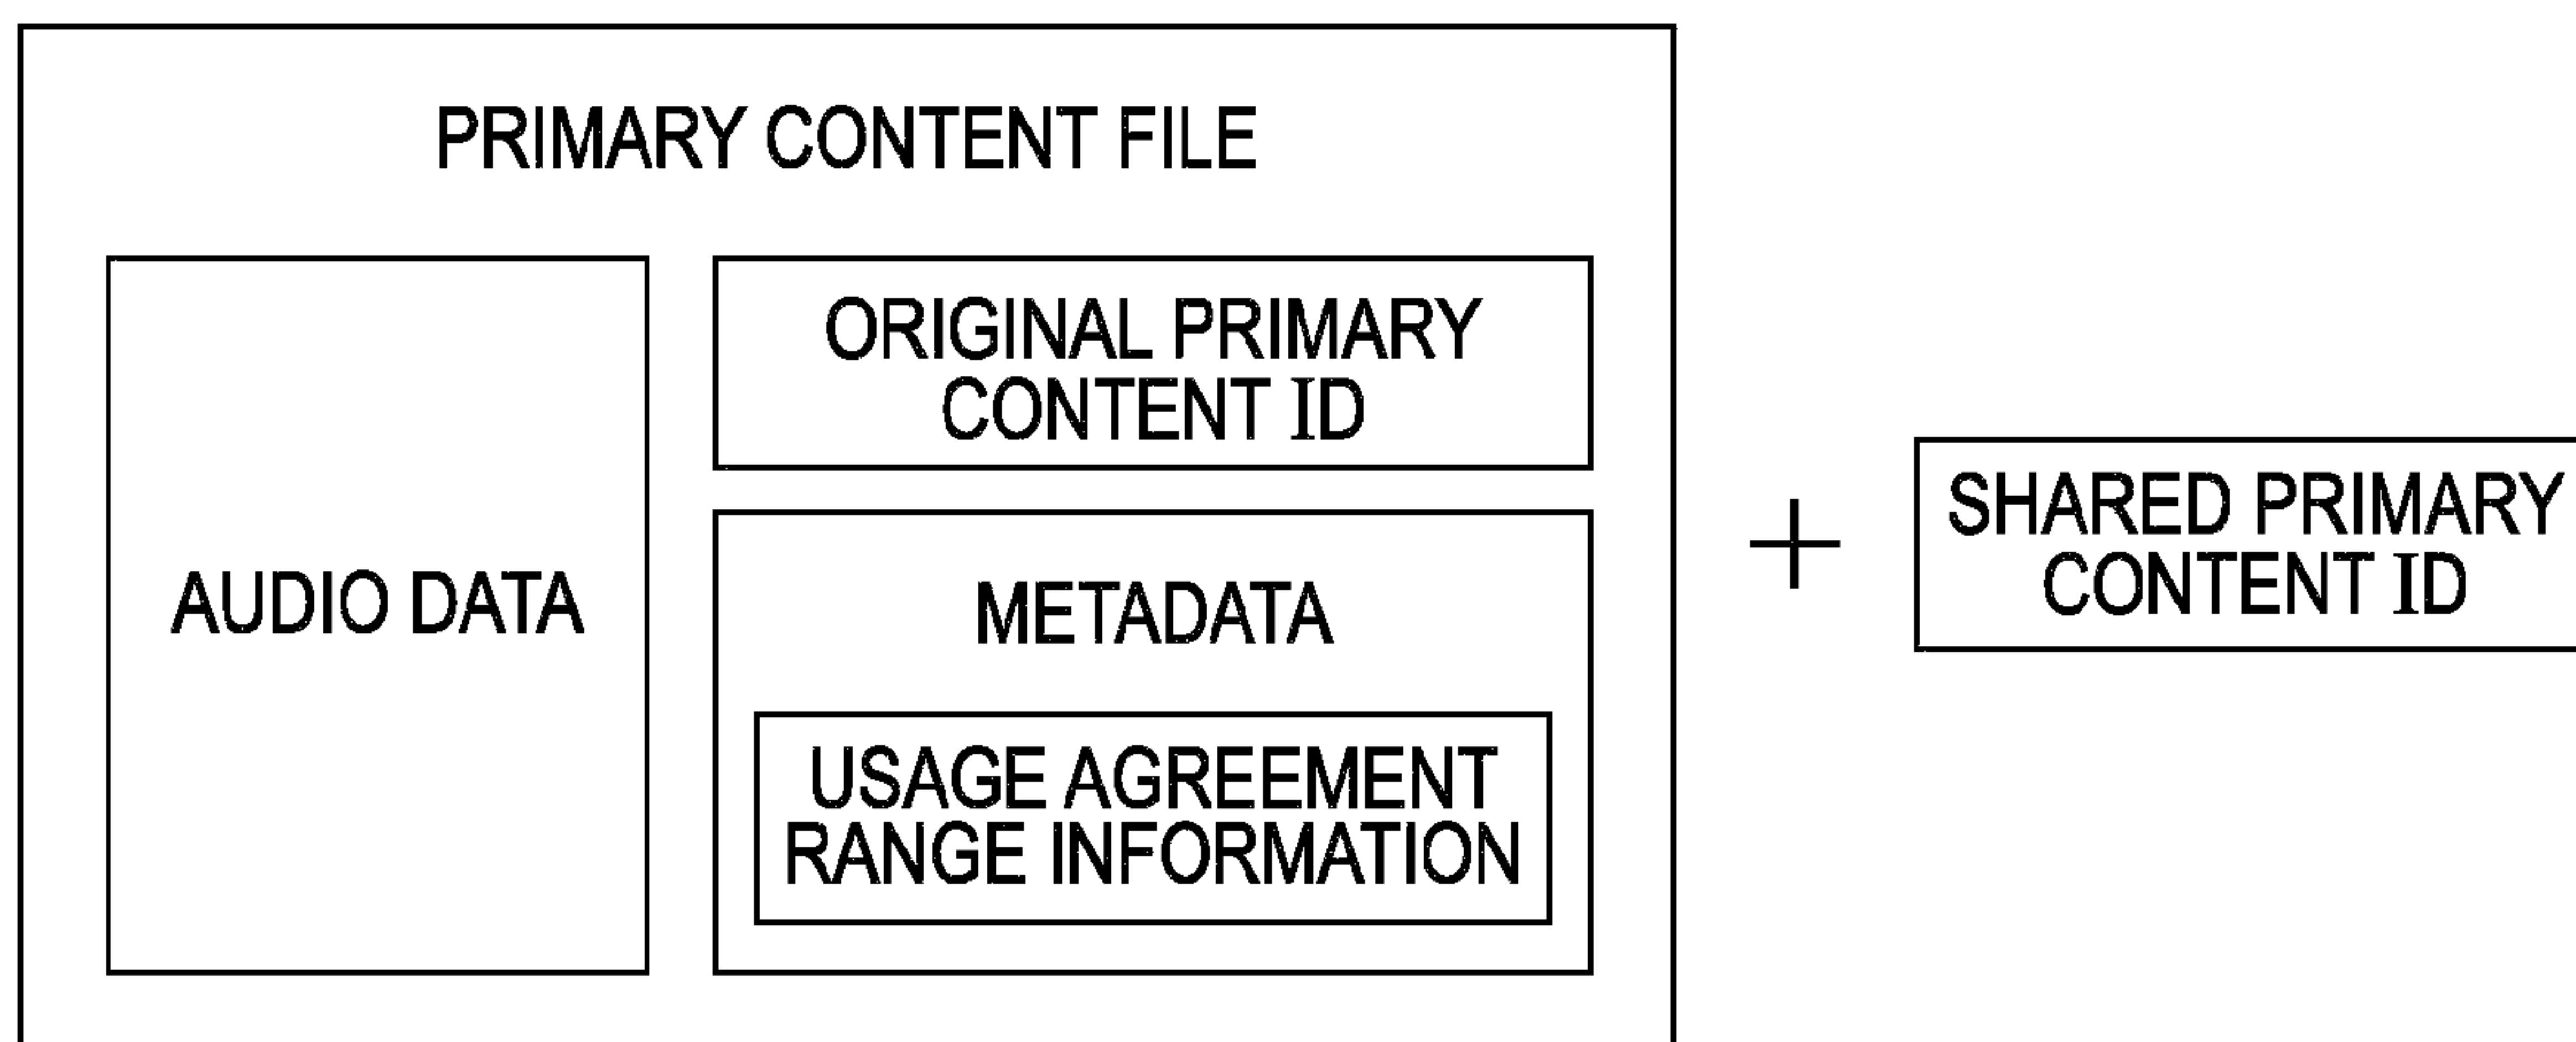 PRIMARY CONTENT FILE
AUDIO DATA
ORIGINAL PRIMARY
CONTENT ID
METADATA
USAGE AGREEMENT
RANGE INFORMATION
+
SHARED PRIMARY
CONTENT ID